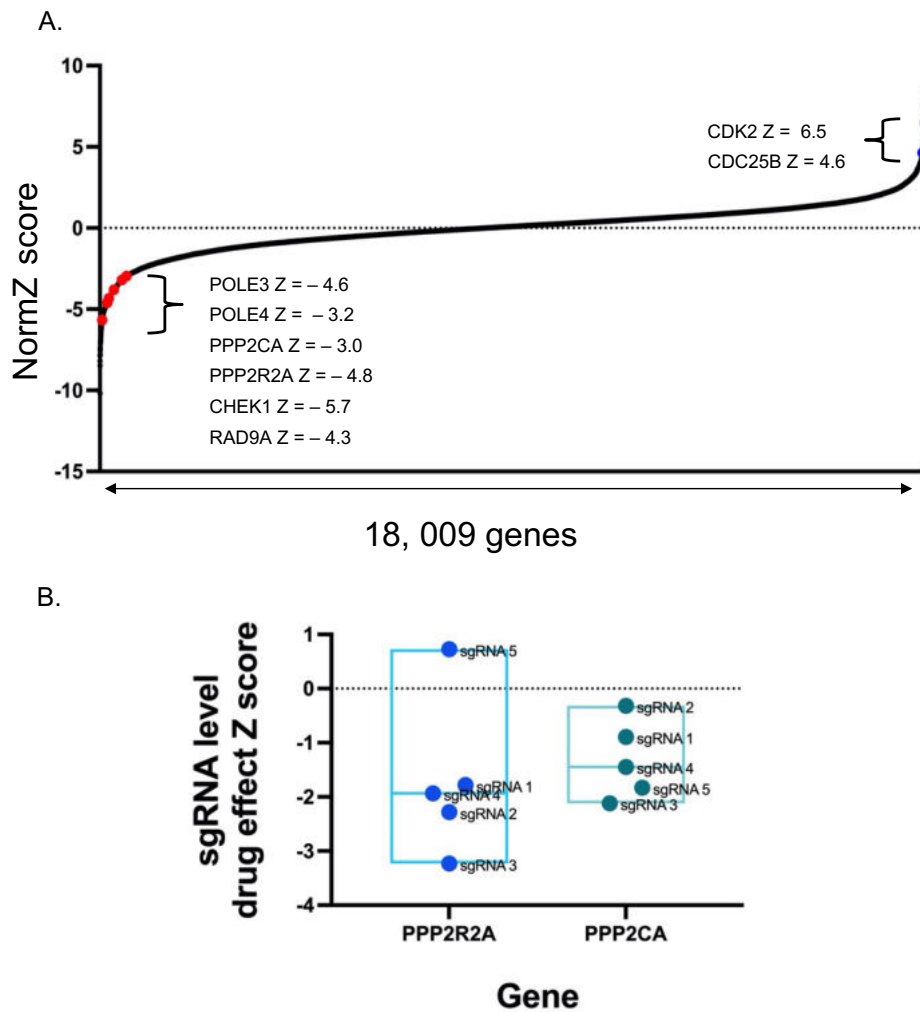 A.
10
5
0
-5
-10
-15
NormZ score
CDK2 Z = 6.5
CDC25B Z = 4.6
POLE3 Z = – 4.6
POLE4 Z = – 3.2
PPP2CA Z = – 3.0
PPP2R2A Z = – 4.8
CHEK1 Z = – 5.7
RAD9A Z = – 4.3
18, 009 genes
B.
sgRNA level
drug effect Z score
1
0
-1
-2
-3
-4
sgRNA 5
sgRNA 1
sgRNA 4
sgRNA 2
sgRNA 3
sgRNA 2
sgRNA 1
sgRNA 4
sgRNA 5
sgRNA 3
PPP2R2A
PPP2CA
Gene